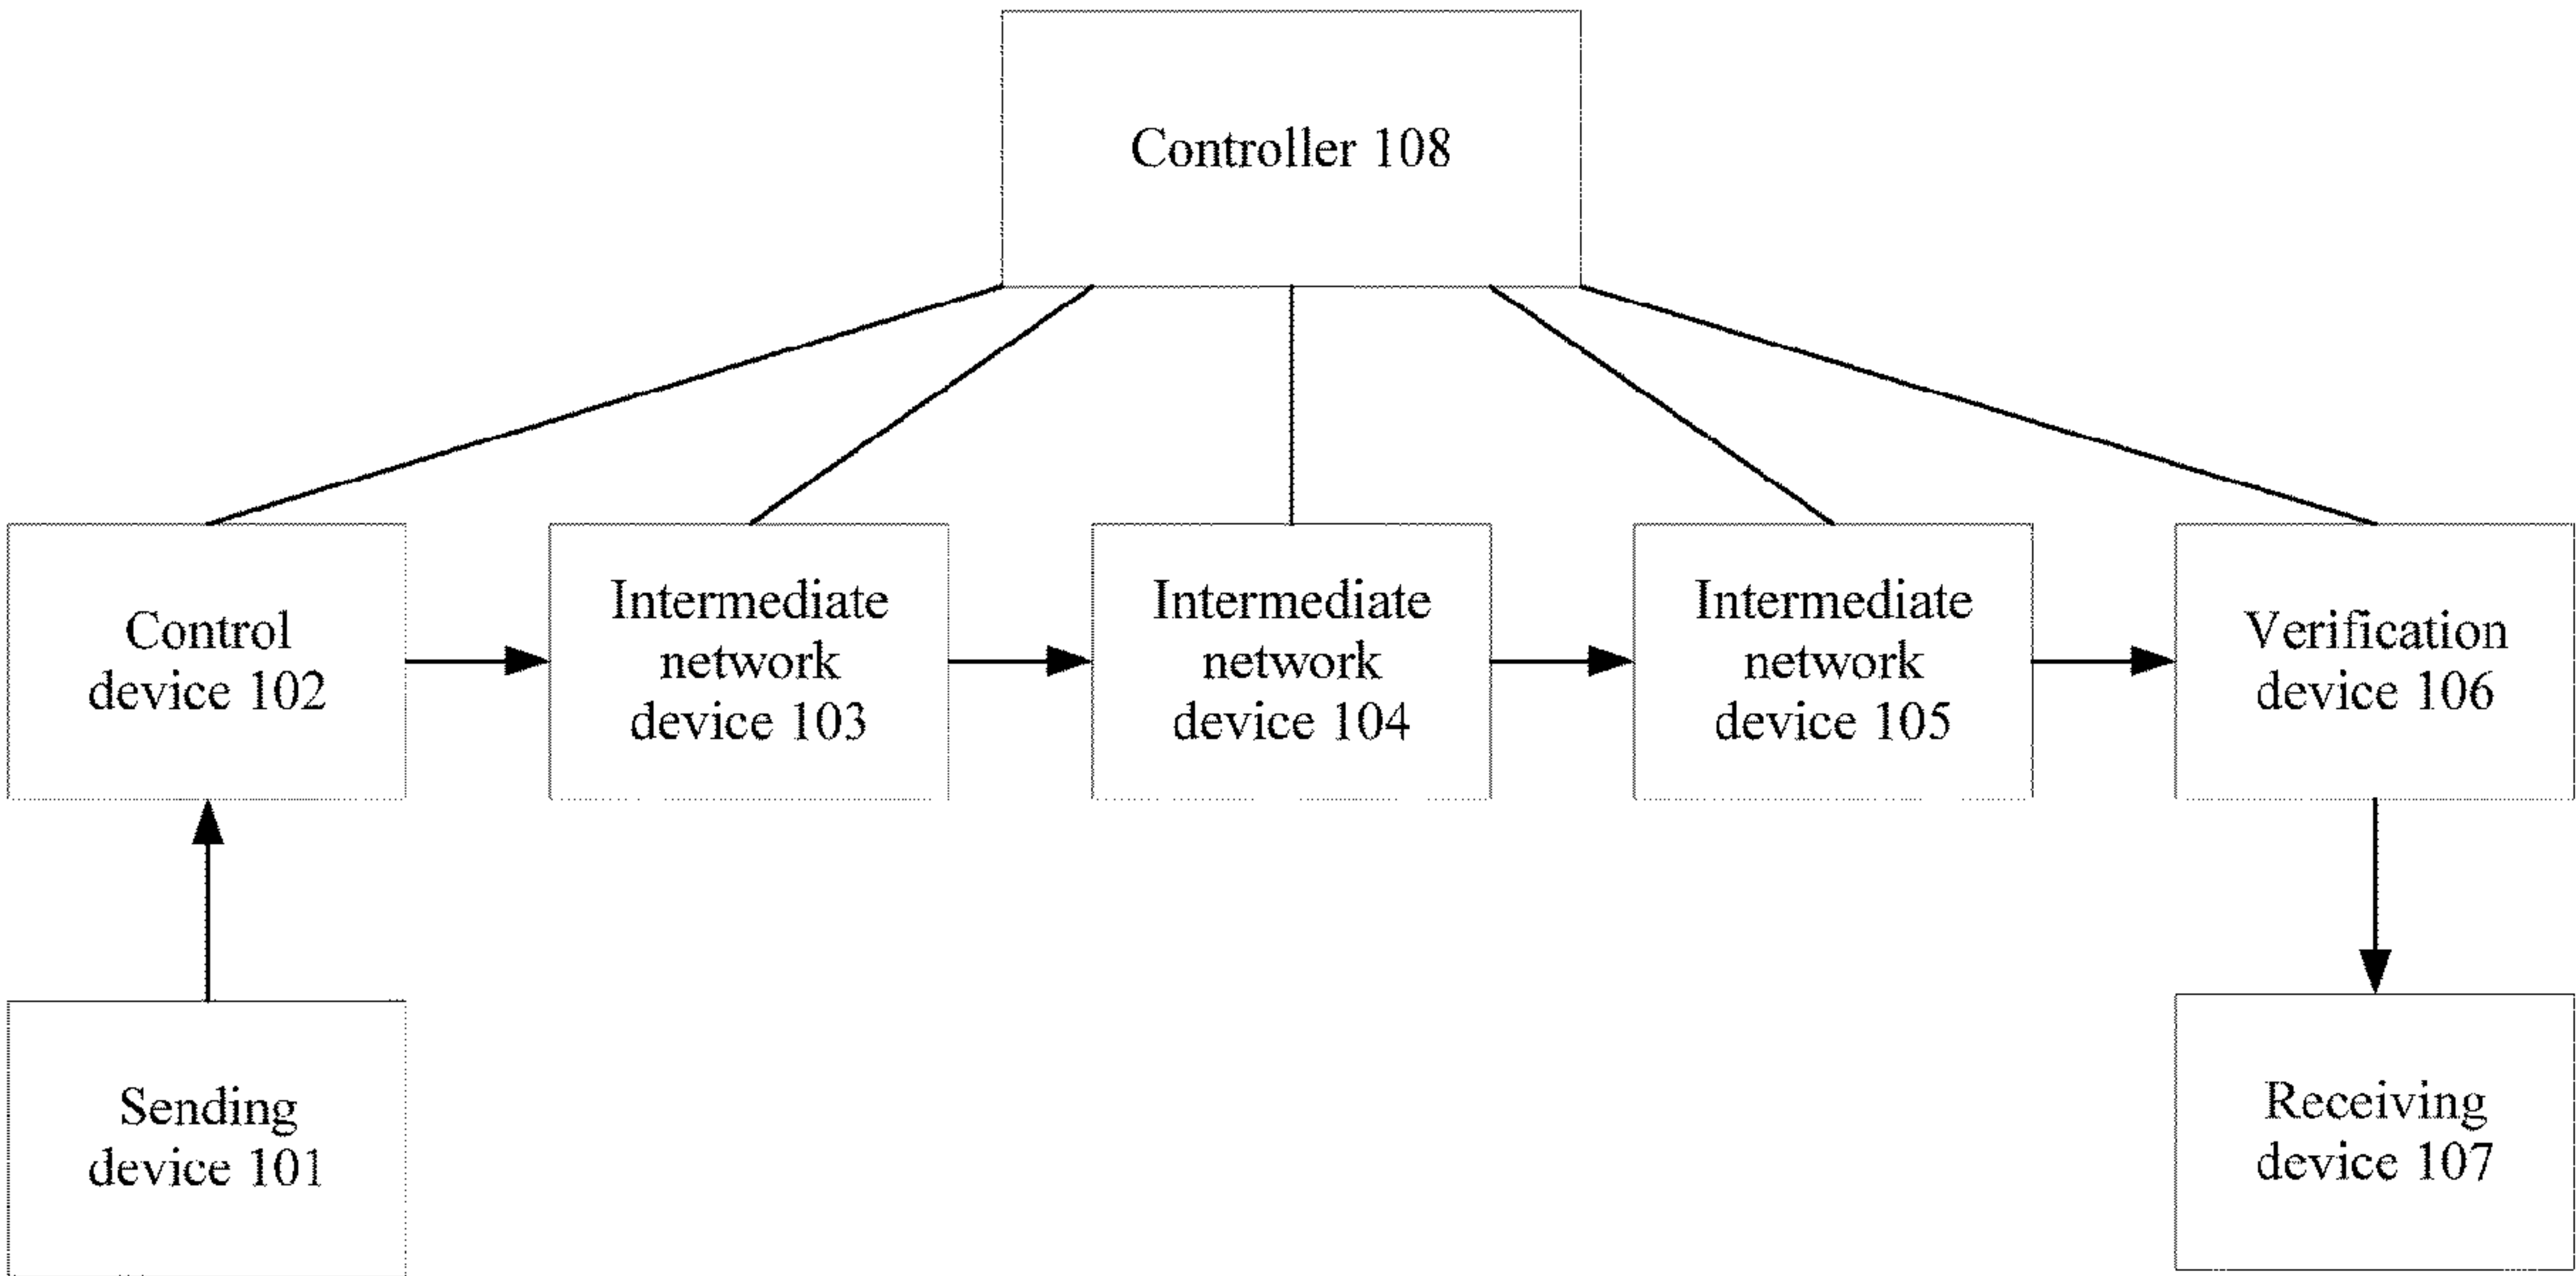 Controller 108
Control
device 102
Intermediate
network
device 103
Intermediate
network
device 104
Intermediate
network
device 105
Verification
device 106
Sending
device 101
Receiving
device 107